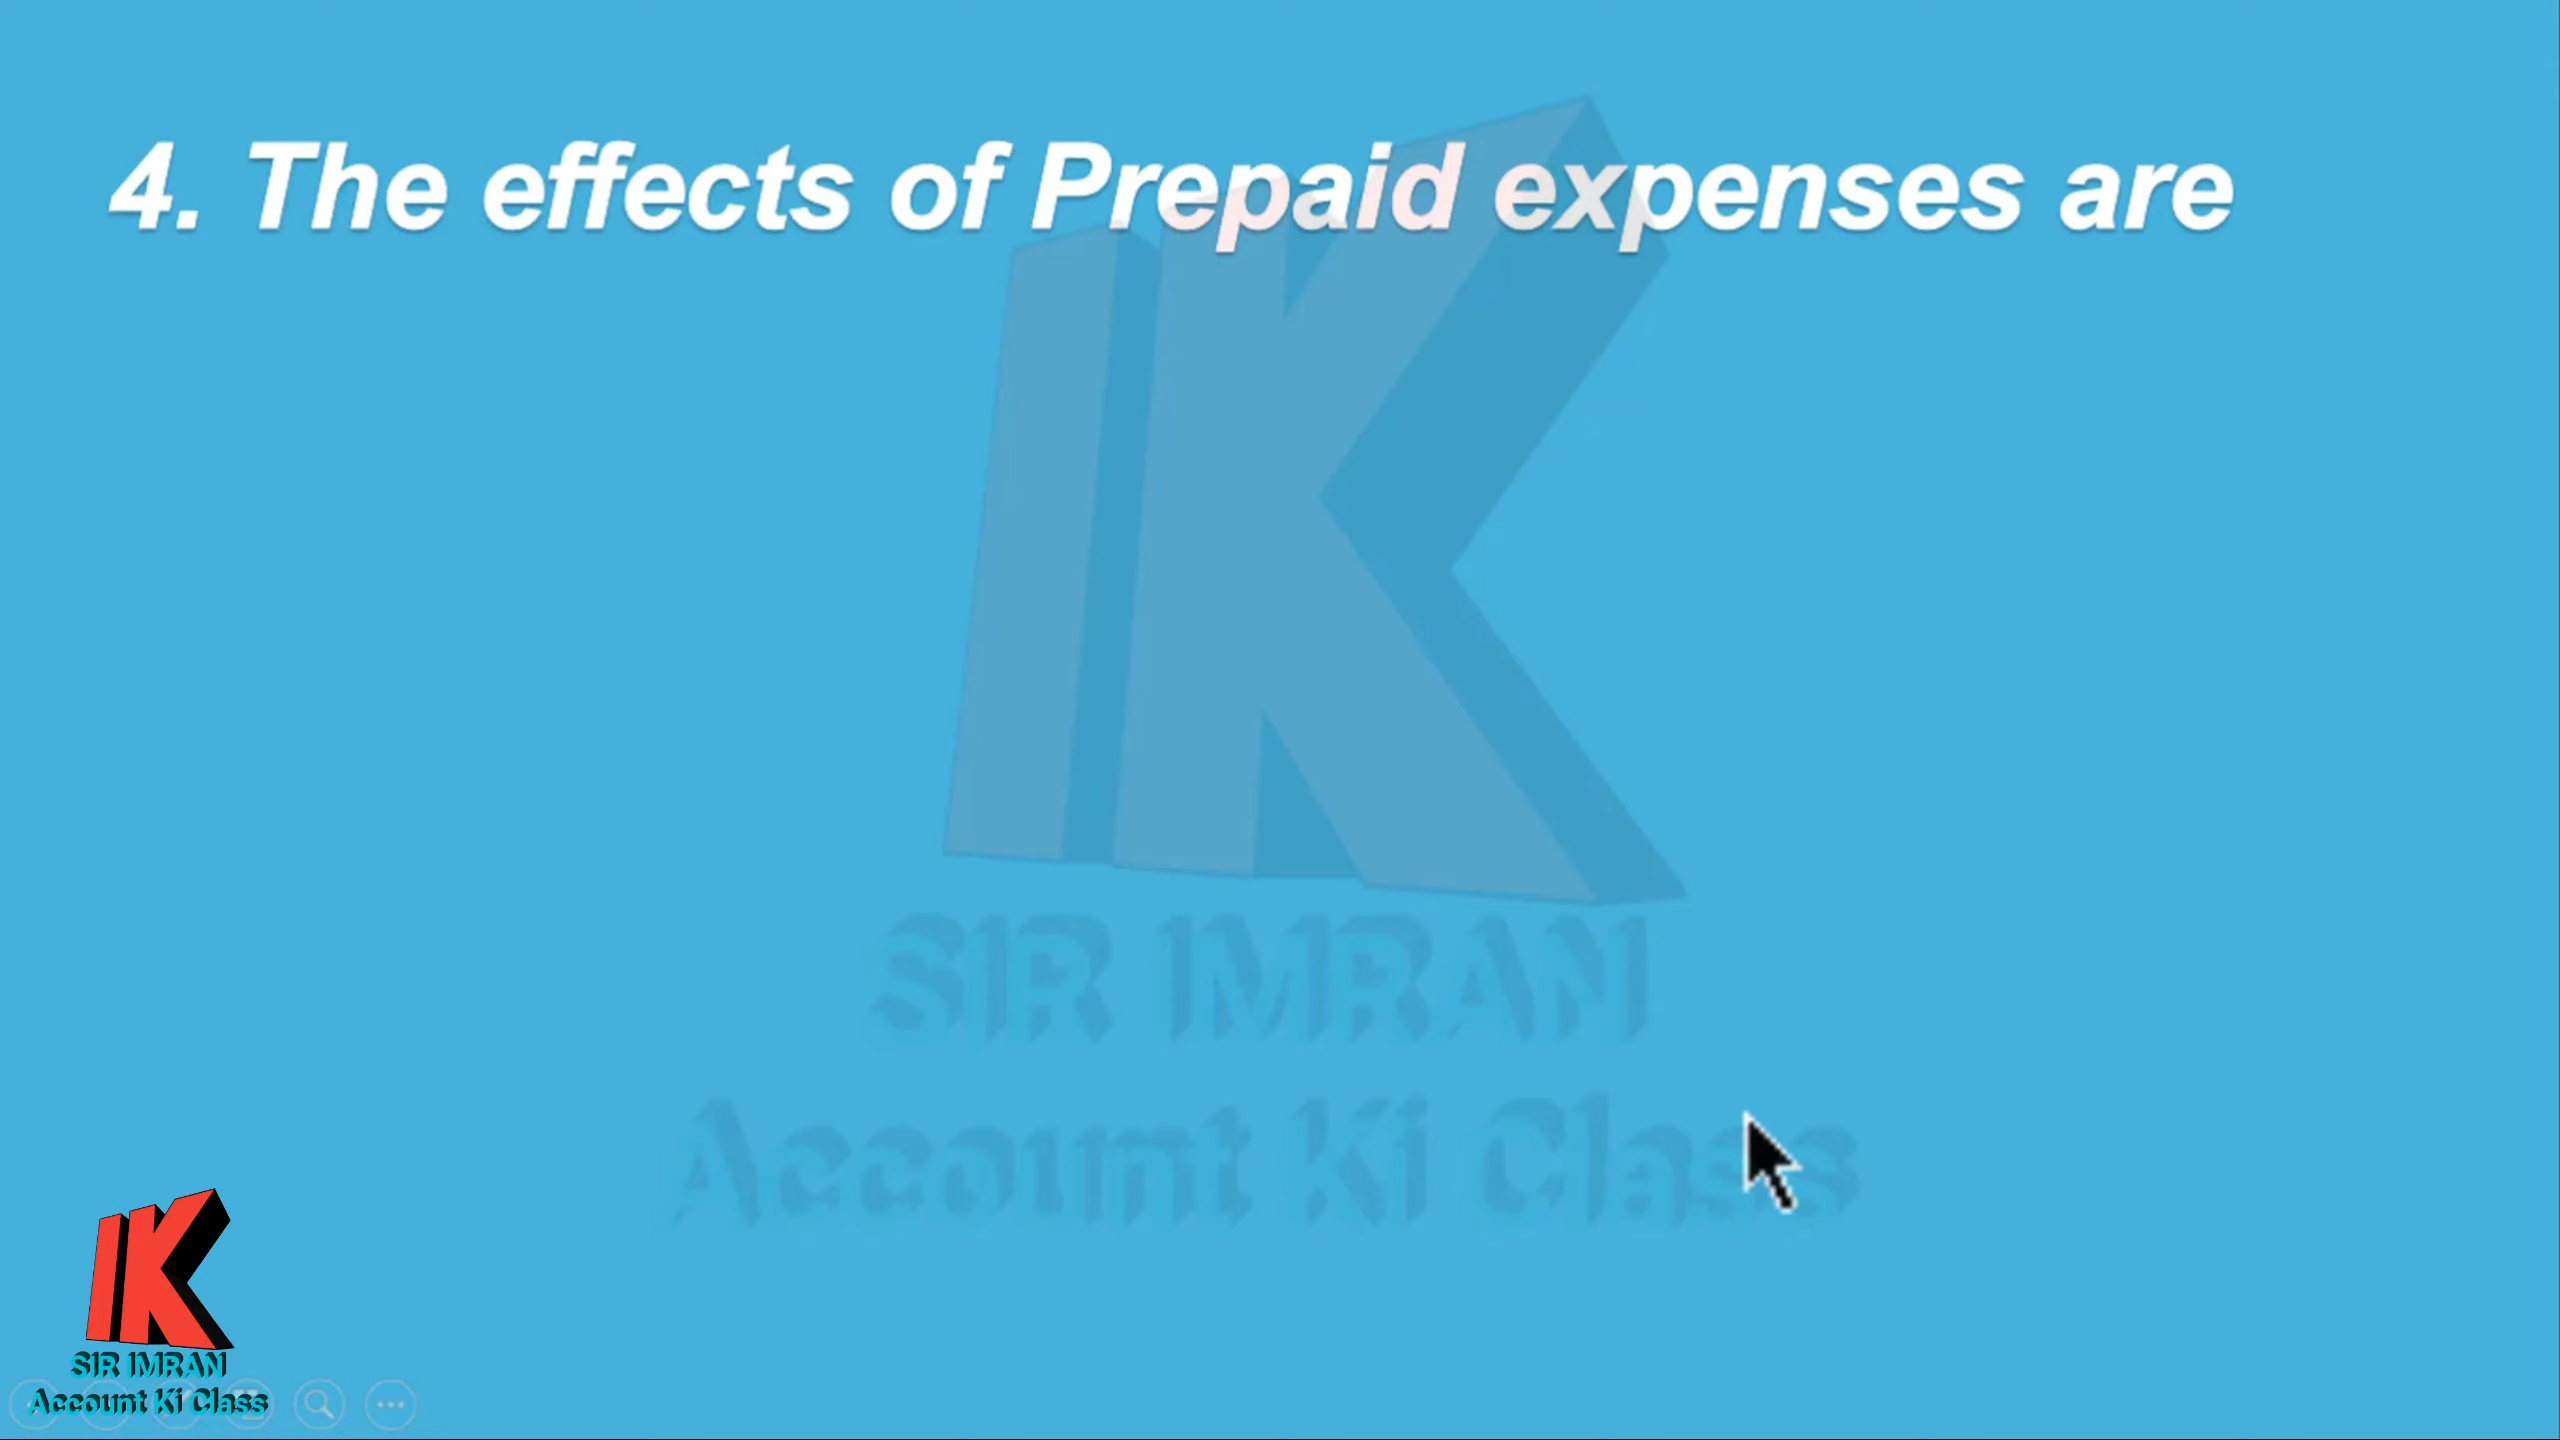 4. The effects of Prepaid expenses are
SIR IMRAN
Account Ki Class
SIR IMRAN
Account Ki Class